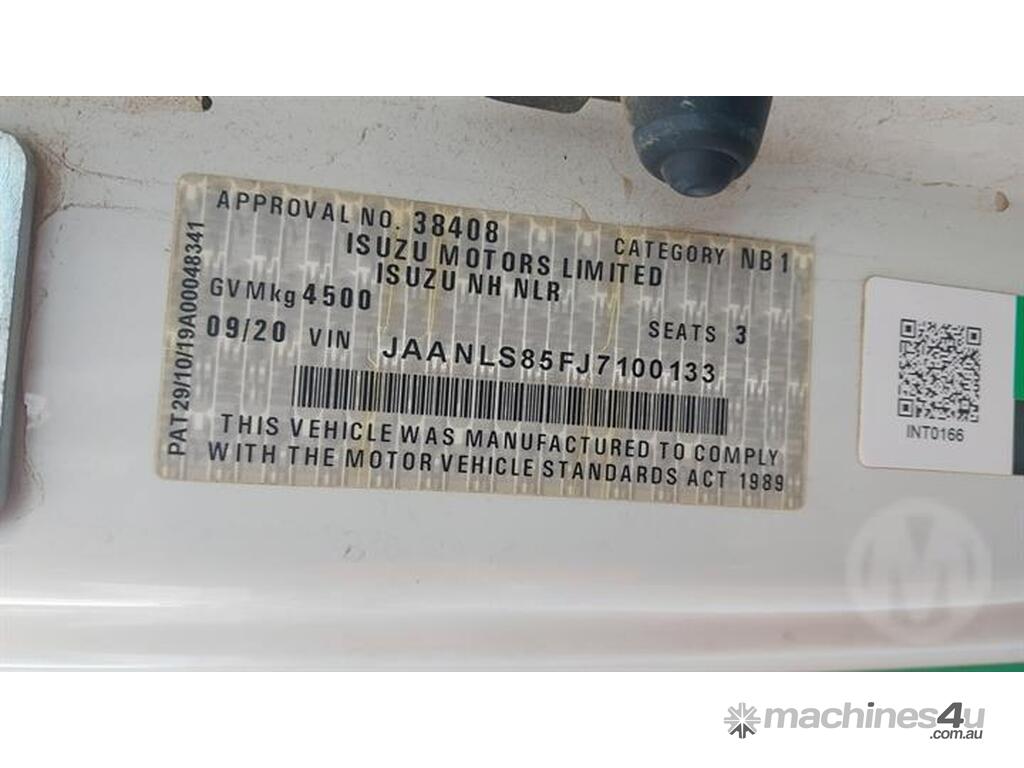 APPROVAL NO. 38408 CATEGORY NB1
ISUZU MOTORS LIMITED
ISUZU NH NLR
GVMkg 4500 SEATS 3
09/20 VIN JAANLS85FJ7100133
THIS VEHICLE WAS MANUFACTURED TO COMPLY
WITH THE MOTOR VEHICLE STANDARDS ACT 1989
PAT29/10/19A00048341
INT0166
M
machines4u
.com.au